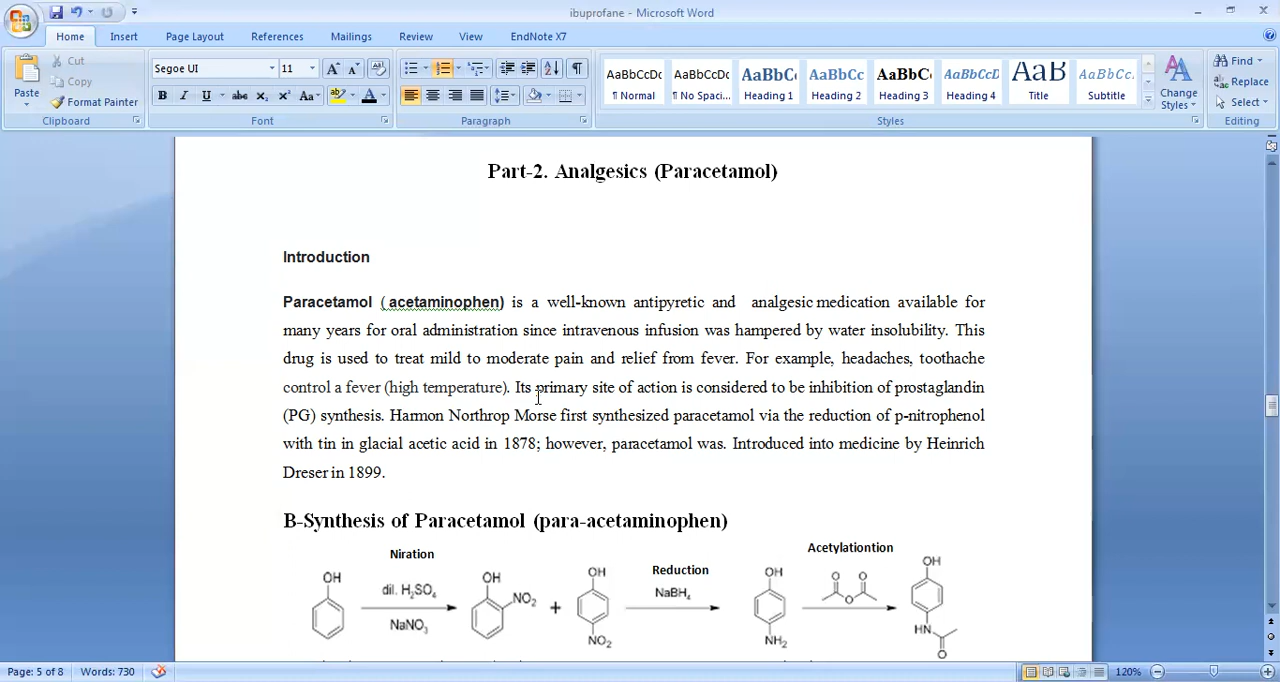 ibuprofane - Microsoft Word
Home Insert Page Layout References Mailings Review View EndNote X7
Paste
Cut
Copy
Format Painter
Clipboard
Segoe UI 11
B I U abe X₂ X² Aa
Font
Paragraph
AaBbCcDc AaBbCcDc AaBbC( AaBbCc AaBbCc AaBbCcD AaB AaBbCc.
¶ Normal ¶ No Spaci... Heading 1 Heading 2 Heading 3 Heading 4 Title Subtitle
Styles
Change
Styles
Find
Replace
Select
Editing
Part-2. Analgesics (Paracetamol)
Introduction
Paracetamol ( acetaminophen) is a well-known antipyretic and analgesic medication available for
many years for oral administration since intravenous infusion was hampered by water insolubility. This
drug is used to treat mild to moderate pain and relief from fever. For example, headaches, toothache
control a fever (high temperature). Its primary site of action is considered to be inhibition of prostaglandin
(PG) synthesis. Harmon Northrop Morse first synthesized paracetamol via the reduction of p-nitrophenol
with tin in glacial acetic acid in 1878; however, paracetamol was. Introduced into medicine by Heinrich
Dreser in 1899.
B-Synthesis of Paracetamol (para-acetaminophen)
Niration
Reduction
Acetylationtion
OH
dil. H₂SO₄
NaNO₃
OH
NO₂
+
OH
NO₂
NaBH₄
OH
NH₂
O O
O
OH
HN
O
Page: 5 of 8 Words: 730 120%